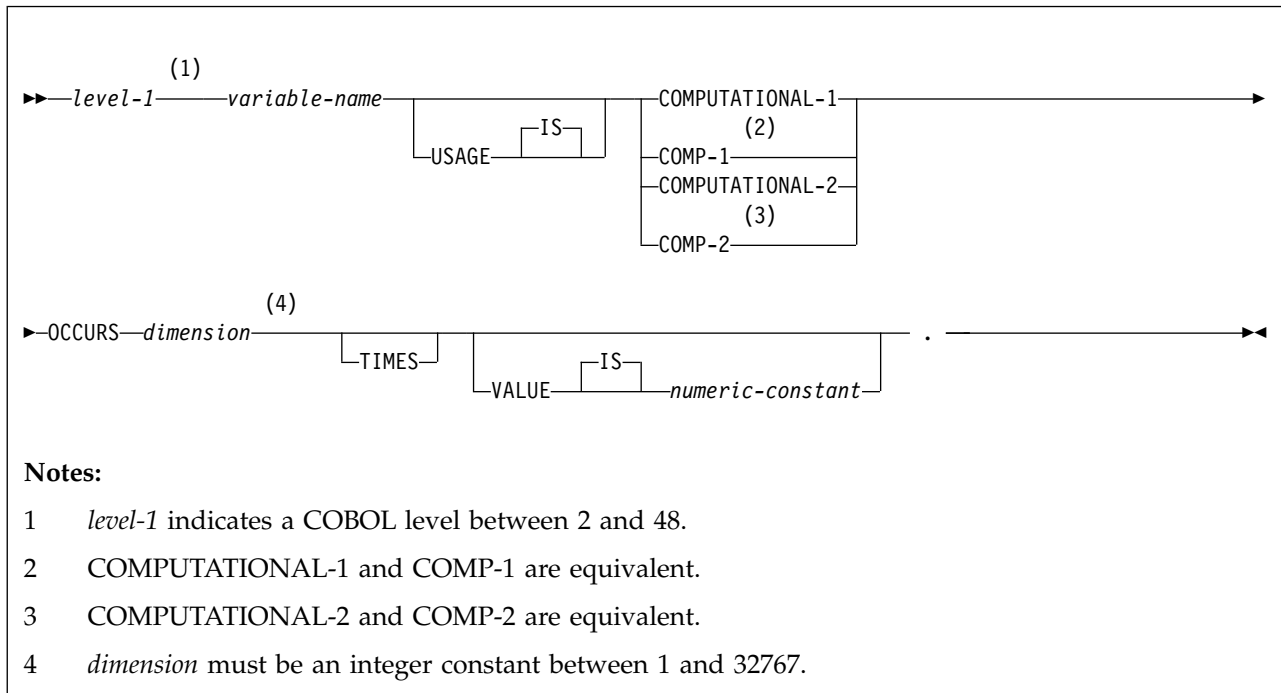 (1)
level-1 variable-name COMPUTATIONAL-1
IS (2)
USAGE COMP-1
COMPUTATIONAL-2
(3)
COMP-2
(4)
OCCURS dimension .
TIMES IS
VALUE numeric-constant
Notes:
1 level-1 indicates a COBOL level between 2 and 48.
2 COMPUTATIONAL-1 and COMP-1 are equivalent.
3 COMPUTATIONAL-2 and COMP-2 are equivalent.
4 dimension must be an integer constant between 1 and 32767.